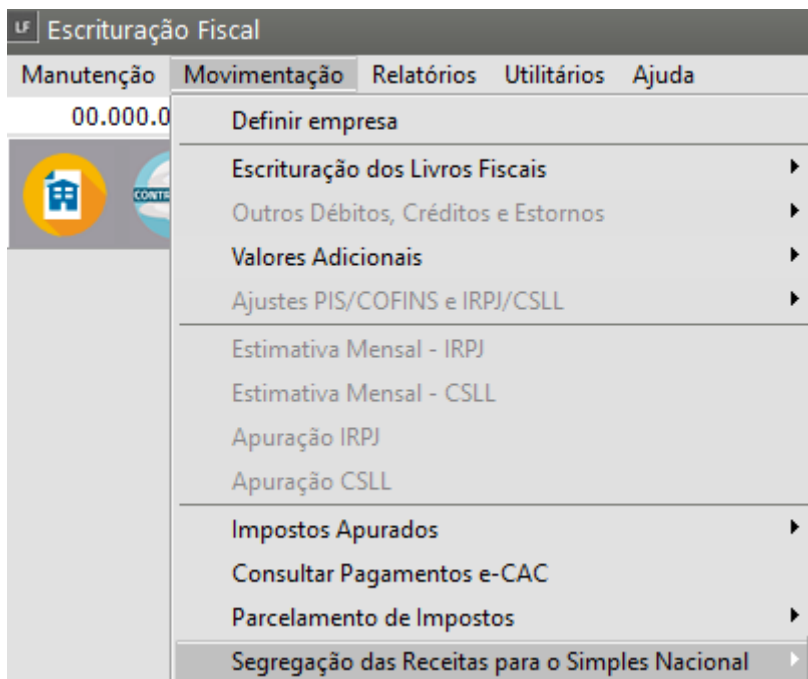 LF Escrituração Fiscal
Manutenção Movimentação Relatórios Utilitários Ajuda
00.000.0
Definir empresa
Escrituração dos Livros Fiscais
CONTR
Outros Débitos, Créditos e Estornos
Valores Adicionais
Ajustes PIS/COFINS e IRPJ/CSLL
Estimativa Mensal - IRPJ
Estimativa Mensal - CSLL
Apuração IRPJ
Apuração CSLL
Impostos Apurados
Consultar Pagamentos e-CAC
Parcelamento de Impostos
Segregação das Receitas para o Simples Nacional